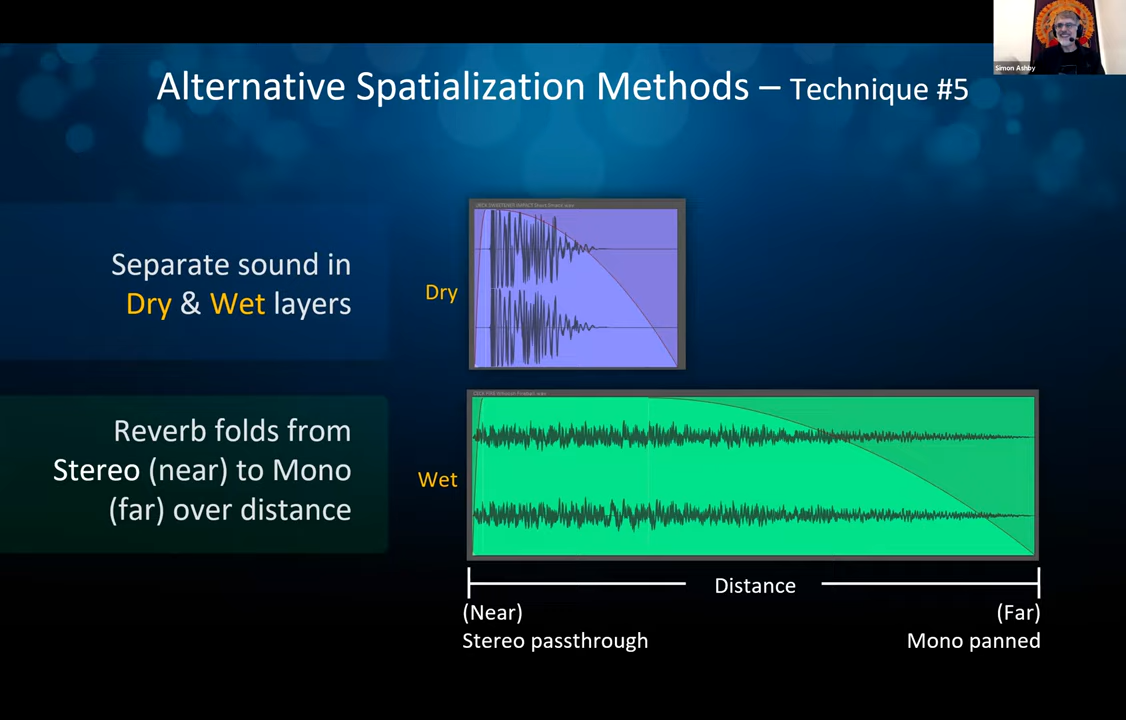 Simon Ashby
Alternative Spatialization Methods – Technique #5
Separate sound in
Dry & Wet layers
Dry
Reverb folds from
Stereo (near) to Mono
(far) over distance
Wet
Distance
(Near)
(Far)
Stereo passthrough
Mono panned